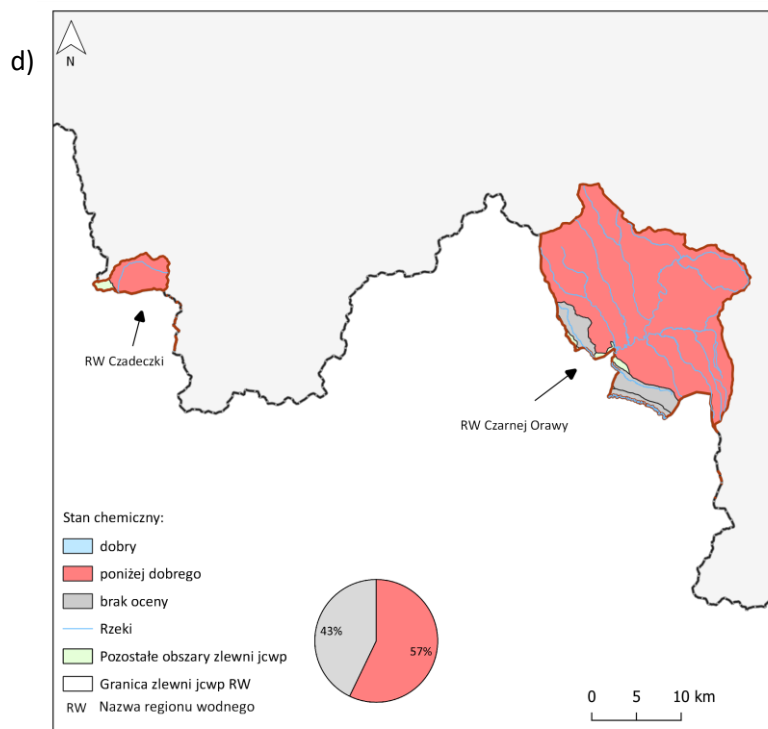 d)
N
RW Czadeczki
RW Czarnej Orawy
Stan chemiczny:
dobry
poniżej dobrego
brak oceny
Rzeki
Pozostałe obszary zlewni jcwp
Granica zlewni jcwp RW
RW Nazwa regionu wodnego
43%
57%
0 5 10 km